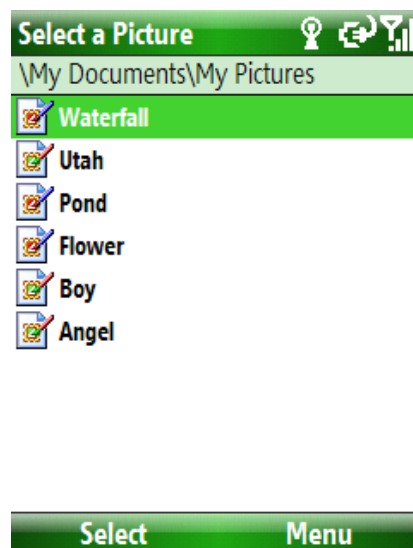 Select a Picture
\My Documents\My Pictures
Waterfall
Utah
Pond
Flower
Boy
Angel
Select Menu